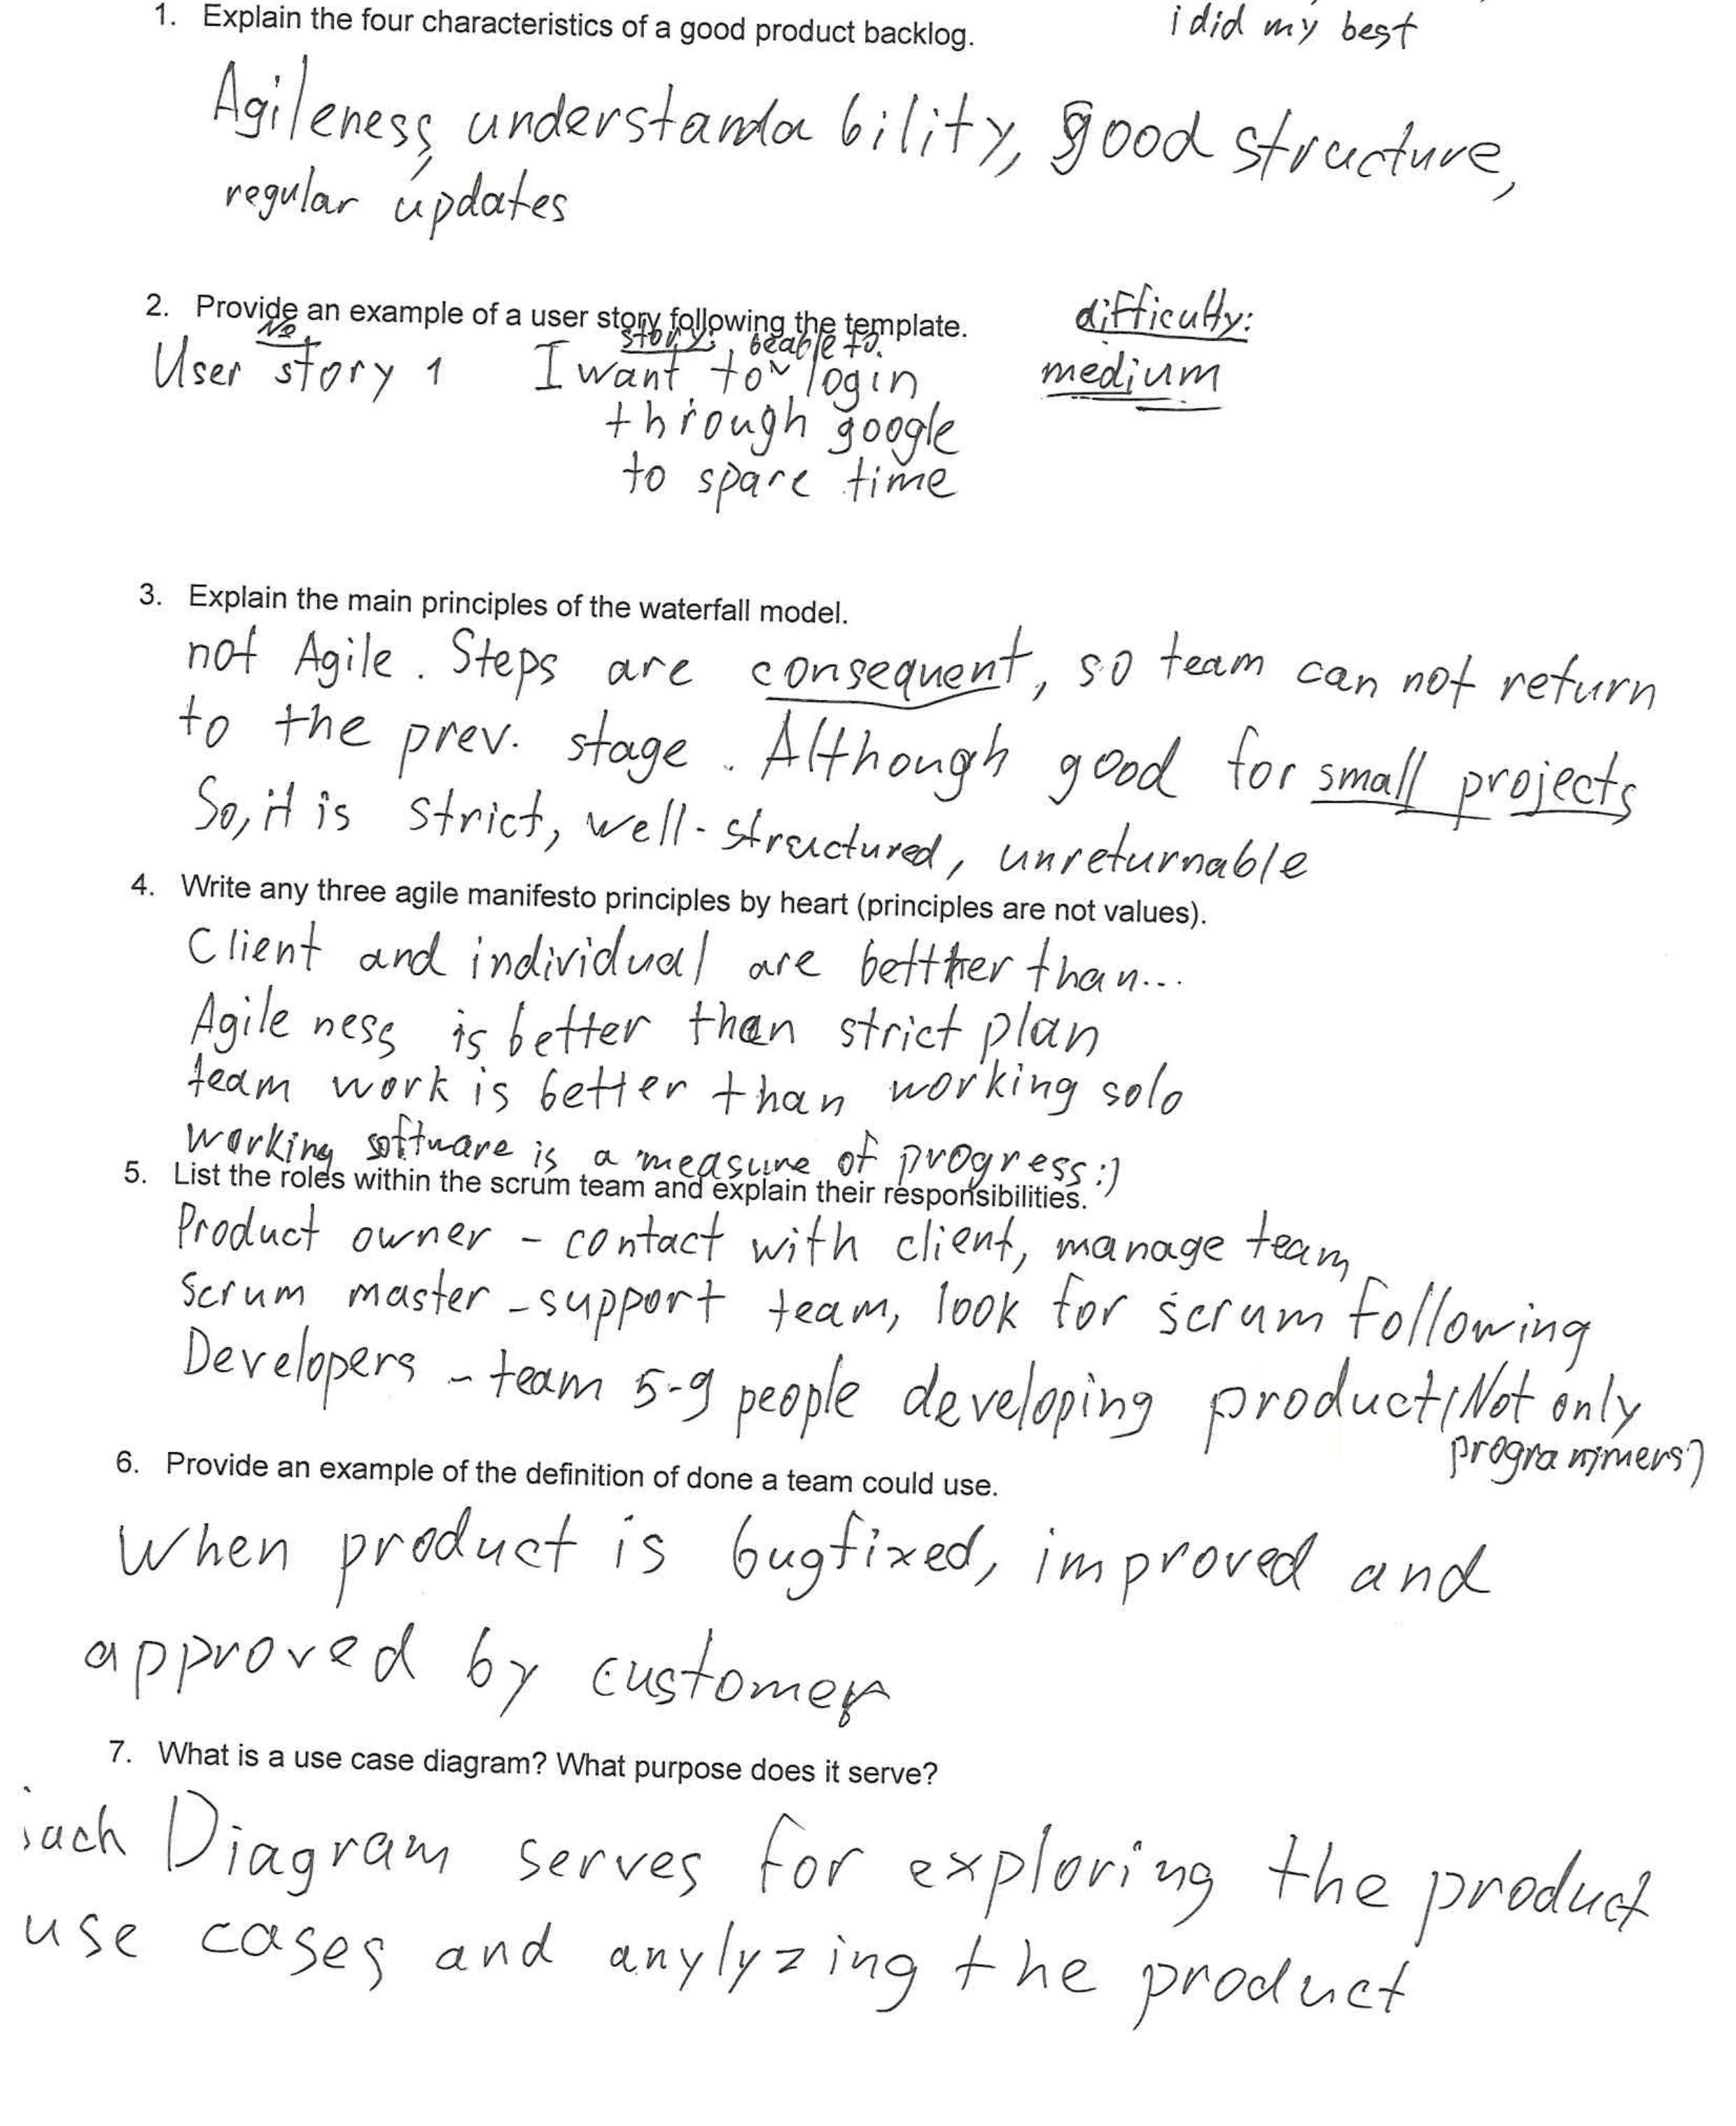 i did my best
1. Explain the four characteristics of a good product backlog.
Agileness, understandability, good structure,
regular updates
2. Provide an example of a user story following the template.
difficulty:
medium
No story:
User story 1 I want to be able to login
through google
to spare time
3. Explain the main principles of the waterfall model.
not Agile. Steps are consequent, so team can not return
to the prev. stage. Although good for small projects
So, it is strict, well-structured, unreturnable
4. Write any three agile manifesto principles by heart (principles are not values).
Client and individual are betther than...
Agileness is better than strict plan
team work is better than working solo
working software is a measure of progress :)
5. List the roles within the scrum team and explain their responsibilities.
Product owner - contact with client, manage team
Scrum master - support team, look for scrum following
Developers - team 5-9 people developing product (Not only
programmers)
6. Provide an example of the definition of done a team could use.
When product is bugfixed, improved and
approved by customer
7. What is a use case diagram? What purpose does it serve?
such Diagram serves for exploring the product
use cases and anylyzing the product